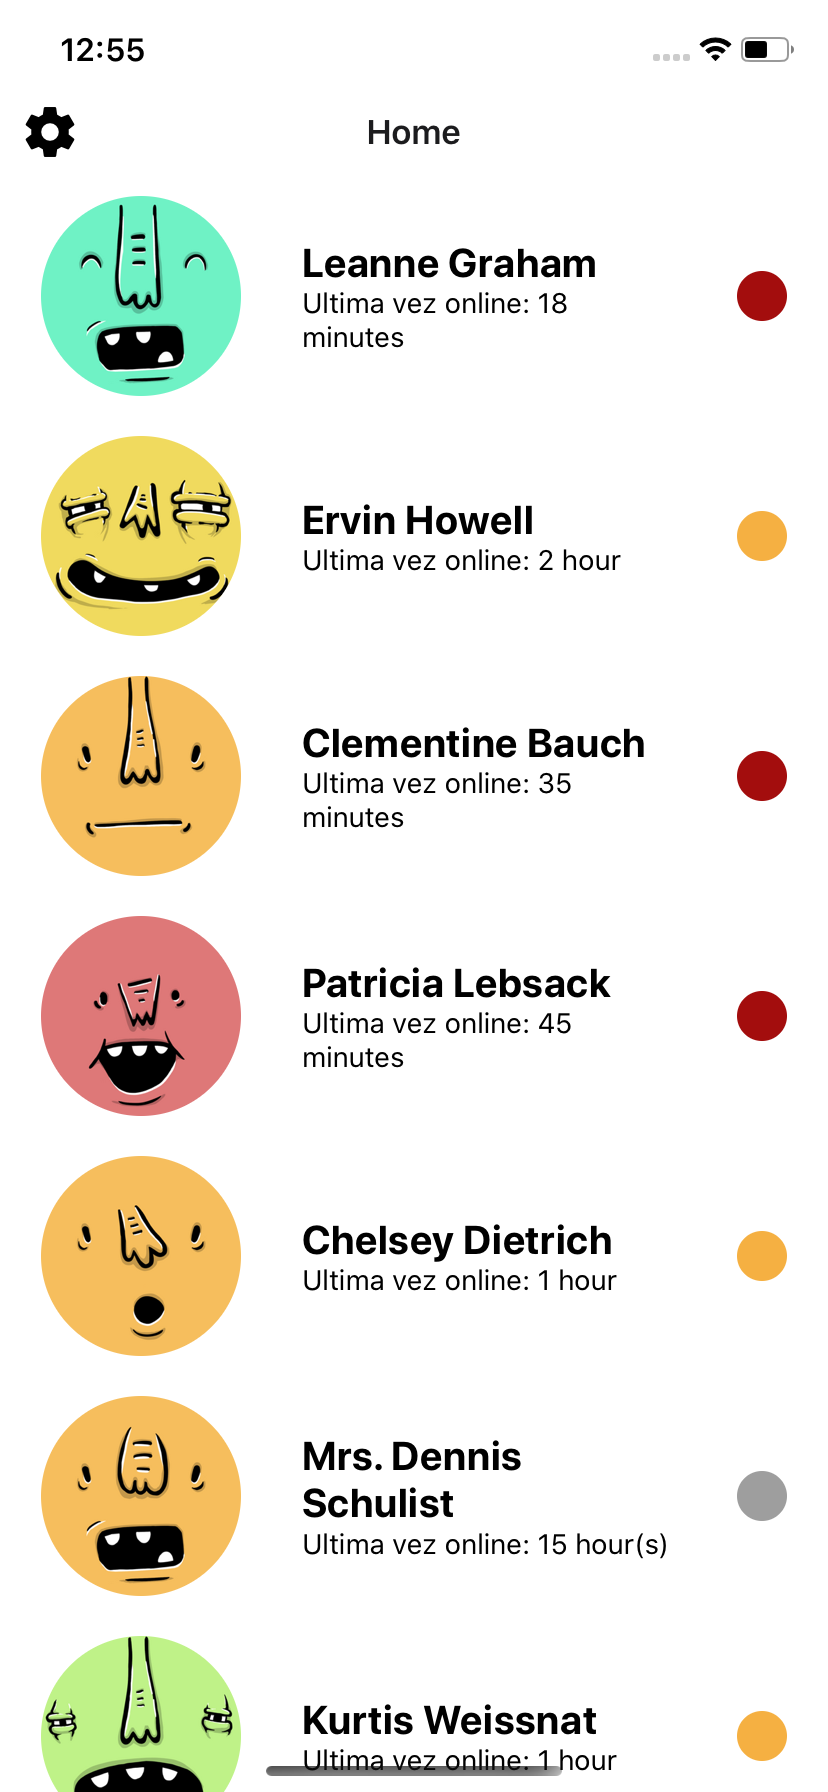 12:55
Home
Leanne Graham
Ultima vez online: 18
minutes
Ervin Howell
Ultima vez online: 2 hour
Clementine Bauch
Ultima vez online: 35
minutes
Patricia Lebsack
Ultima vez online: 45
minutes
Chelsey Dietrich
Ultima vez online: 1 hour
Mrs. Dennis
Schulist
Ultima vez online: 15 hour(s)
Kurtis Weissnat
Ultima vez online: 1 hour